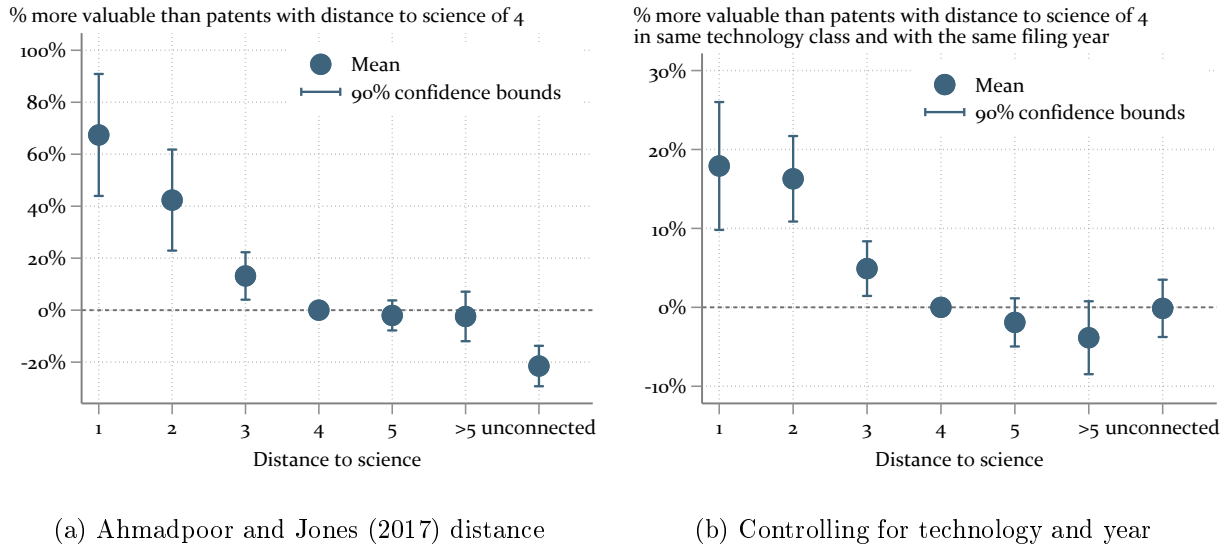 % more valuable than patents with distance to science of 4
100%
80%
60%
40%
20%
0%
-20%
Mean
90% confidence bounds
1 2 3 4 5 >5 unconnected
Distance to science
(a) Ahmadpoor and Jones (2017) distance
% more valuable than patents with distance to science of 4
in same technology class and with the same filing year
30%
20%
10%
0%
-10%
Mean
90% confidence bounds
1 2 3 4 5 >5 unconnected
Distance to science
(b) Controlling for technology and year